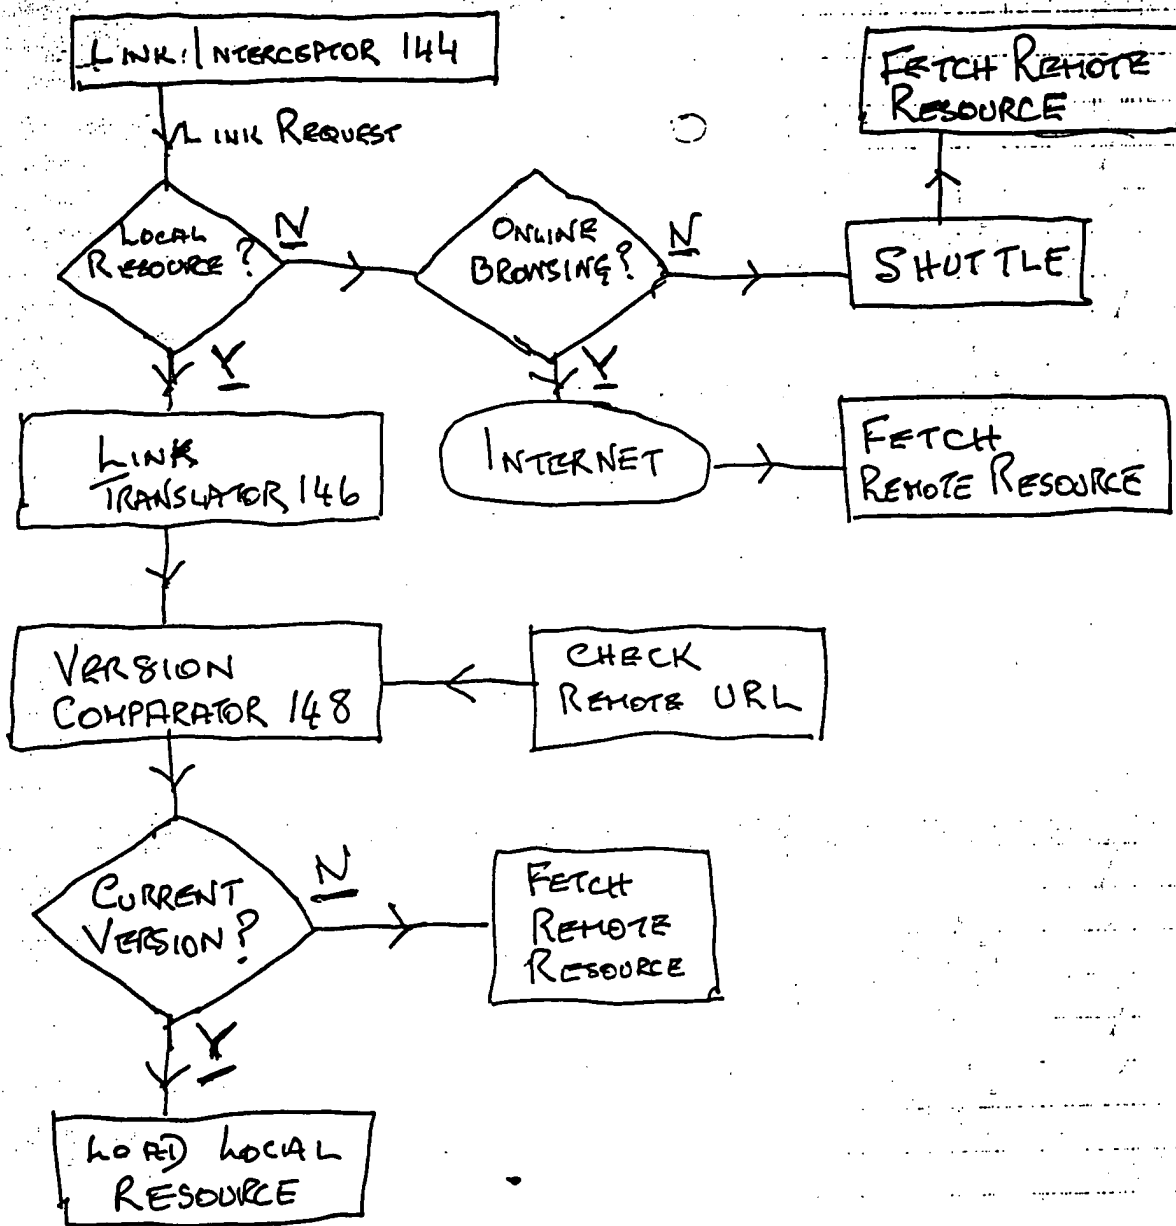 LINK INTERCEPTOR 144
FETCH REMOTE
RESOURCE
LINK REQUEST
LOCAL
RESOURCE?
N
ONLINE
BROWSING?
N
SHUTTLE
Y
Y
LINK
TRANSLATOR 146
INTERNET
FETCH
REMOTE RESOURCE
VERSION
COMPARATOR 148
CHECK
REMOTE URL
CURRENT
VERSION?
N
FETCH
REMOTE
RESOURCE
Y
LOAD LOCAL
RESOURCE